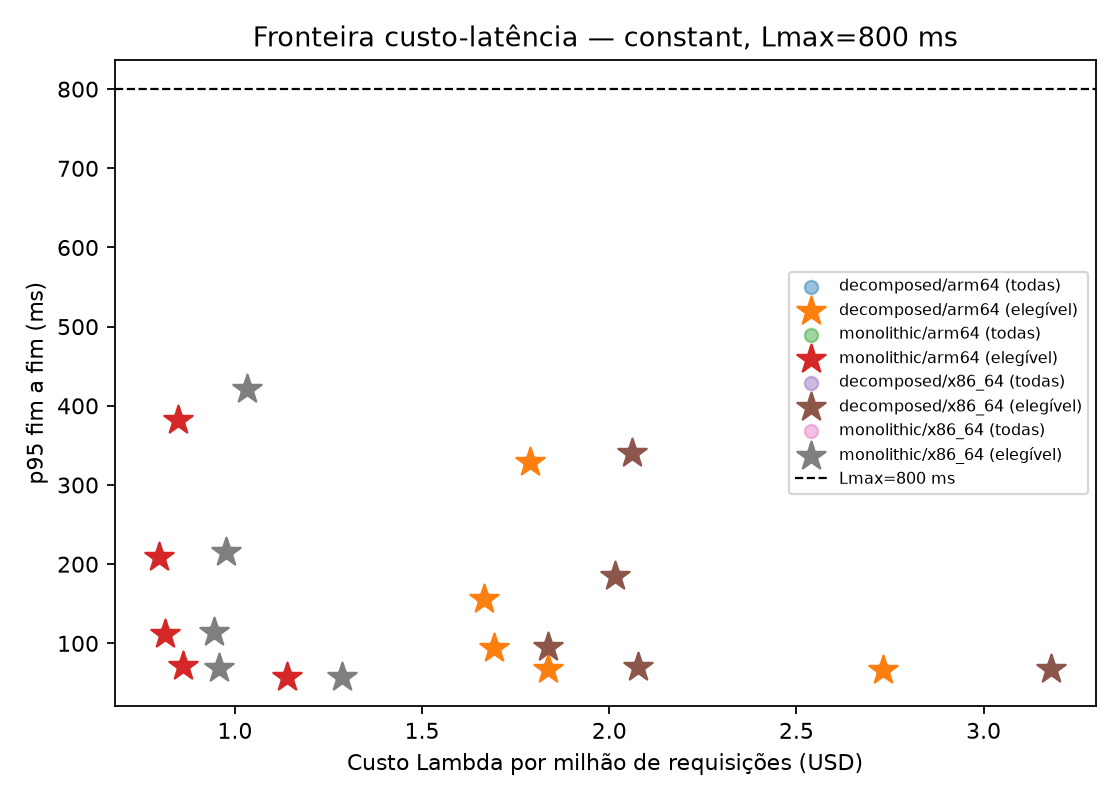 Fronteira custo-latência — constant, Lmax=800 ms
p95 fim a fim (ms)
800
700
600
500
400
300
200
100
decomposed/arm64 (todas)
decomposed/arm64 (elegível)
monolithic/arm64 (todas)
monolithic/arm64 (elegível)
decomposed/x86_64 (todas)
decomposed/x86_64 (elegível)
monolithic/x86_64 (todas)
monolithic/x86_64 (elegível)
Lmax=800 ms
1.0 1.5 2.0 2.5 3.0
Custo Lambda por milhão de requisições (USD)